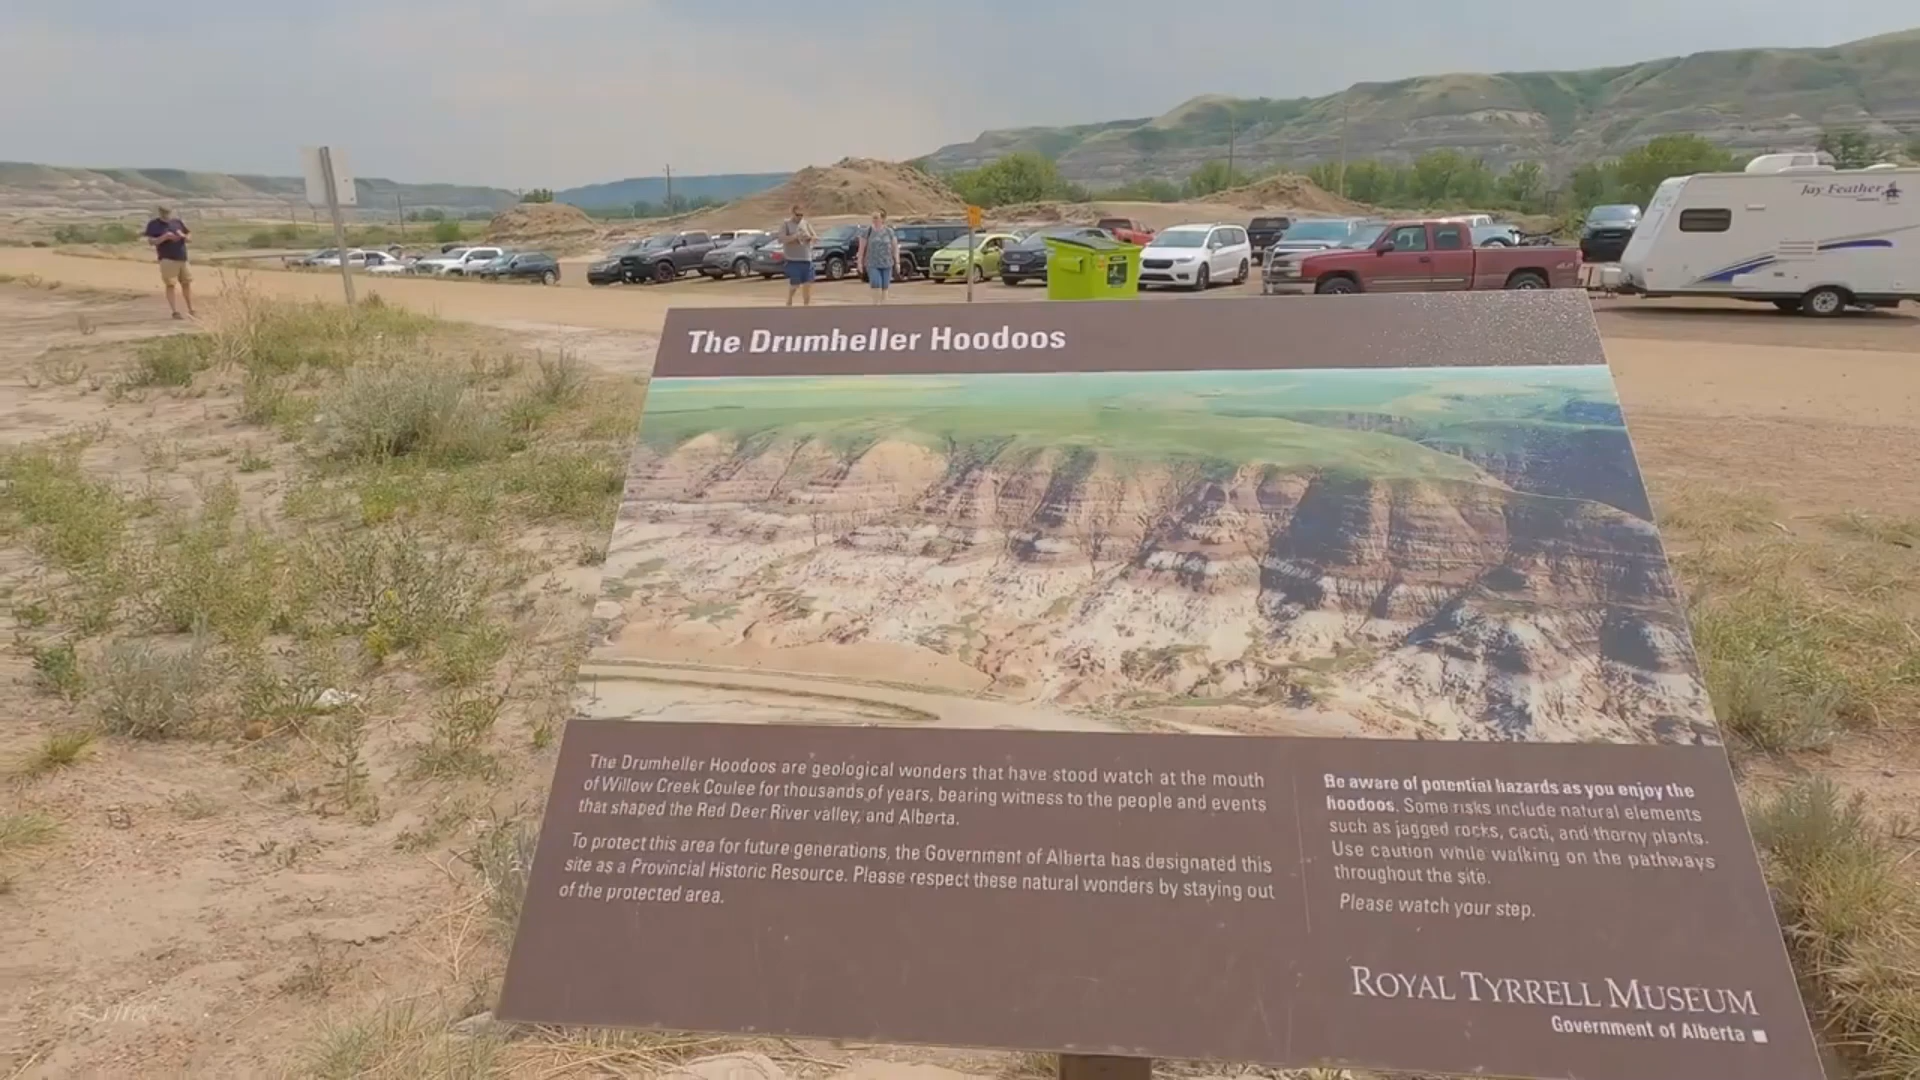 Jay Feather
The Drumheller Hoodoos
The Drumheller Hoodoos are geological wonders that have stood watch at the mouth
of Willow Creek Coulee for thousands of years, bearing witness to the people and events
that shaped the Red Deer River valley, and Alberta.
To protect this area for future generations, the Government of Alberta has designated this
site as a Provincial Historic Resource. Please respect these natural wonders by staying out
of the protected area.
Be aware of potential hazards as you enjoy the
hoodoos. Some risks include natural elements
such as jagged rocks, cacti, and thorny plants.
Use caution while walking on the pathways
throughout the site.
Please watch your step.
ROYAL TYRRELL MUSEUM
Government of Alberta